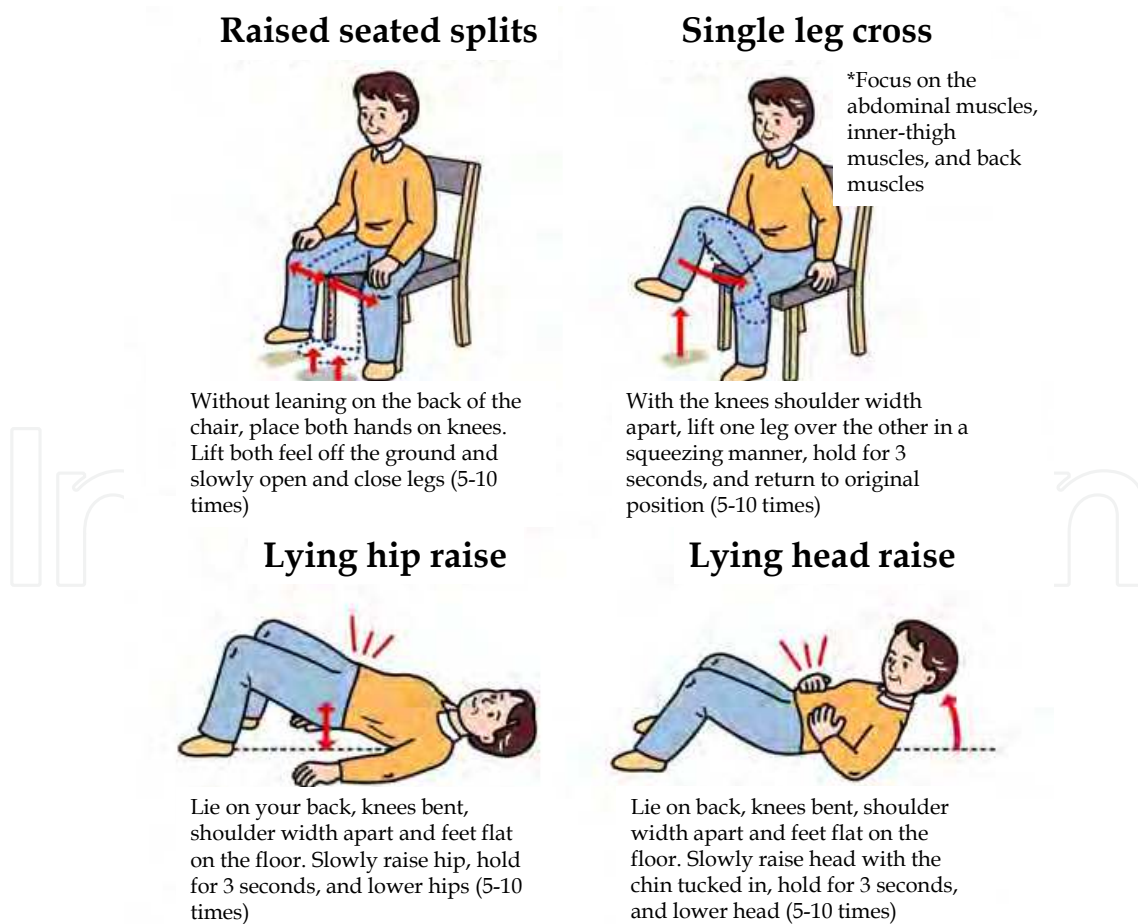 Raised seated splits
Without leaning on the back of the
chair, place both hands on knees.
Lift both feel off the ground and
slowly open and close legs (5-10
times)
Single leg cross
*Focus on the
abdominal muscles,
inner-thigh
muscles, and back
muscles
With the knees shoulder width
apart, lift one leg over the other in a
squeezing manner, hold for 3
seconds, and return to original
position (5-10 times)
Lying hip raise
Lie on your back, knees bent,
shoulder width apart and feet flat
on the floor. Slowly raise hip, hold
for 3 seconds, and lower hips (5-10
times)
Lying head raise
Lie on back, knees bent, shoulder
width apart and feet flat on the
floor. Slowly raise head with the
chin tucked in, hold for 3 seconds,
and lower head (5-10 times)